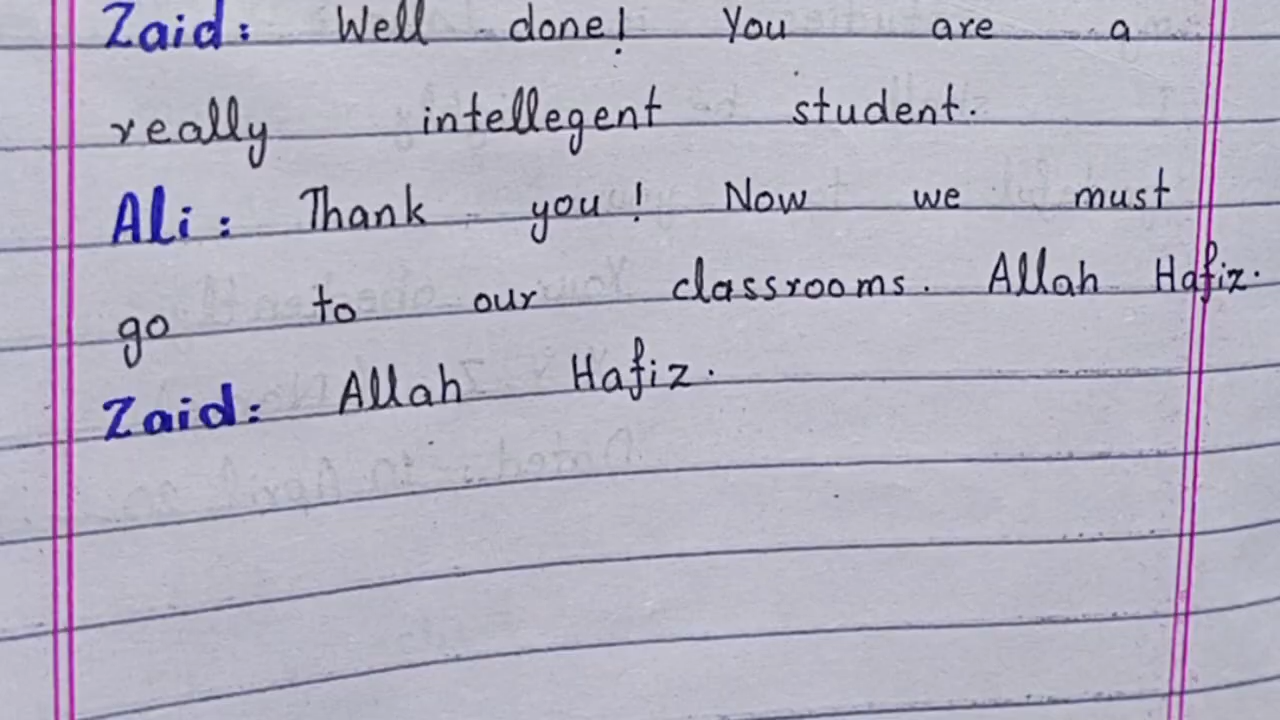 Zaid: Well done! You are a
really intellegent student.
Ali: Thank you! Now we must
go to our classrooms. Allah Hafiz.
Zaid: Allah Hafiz.